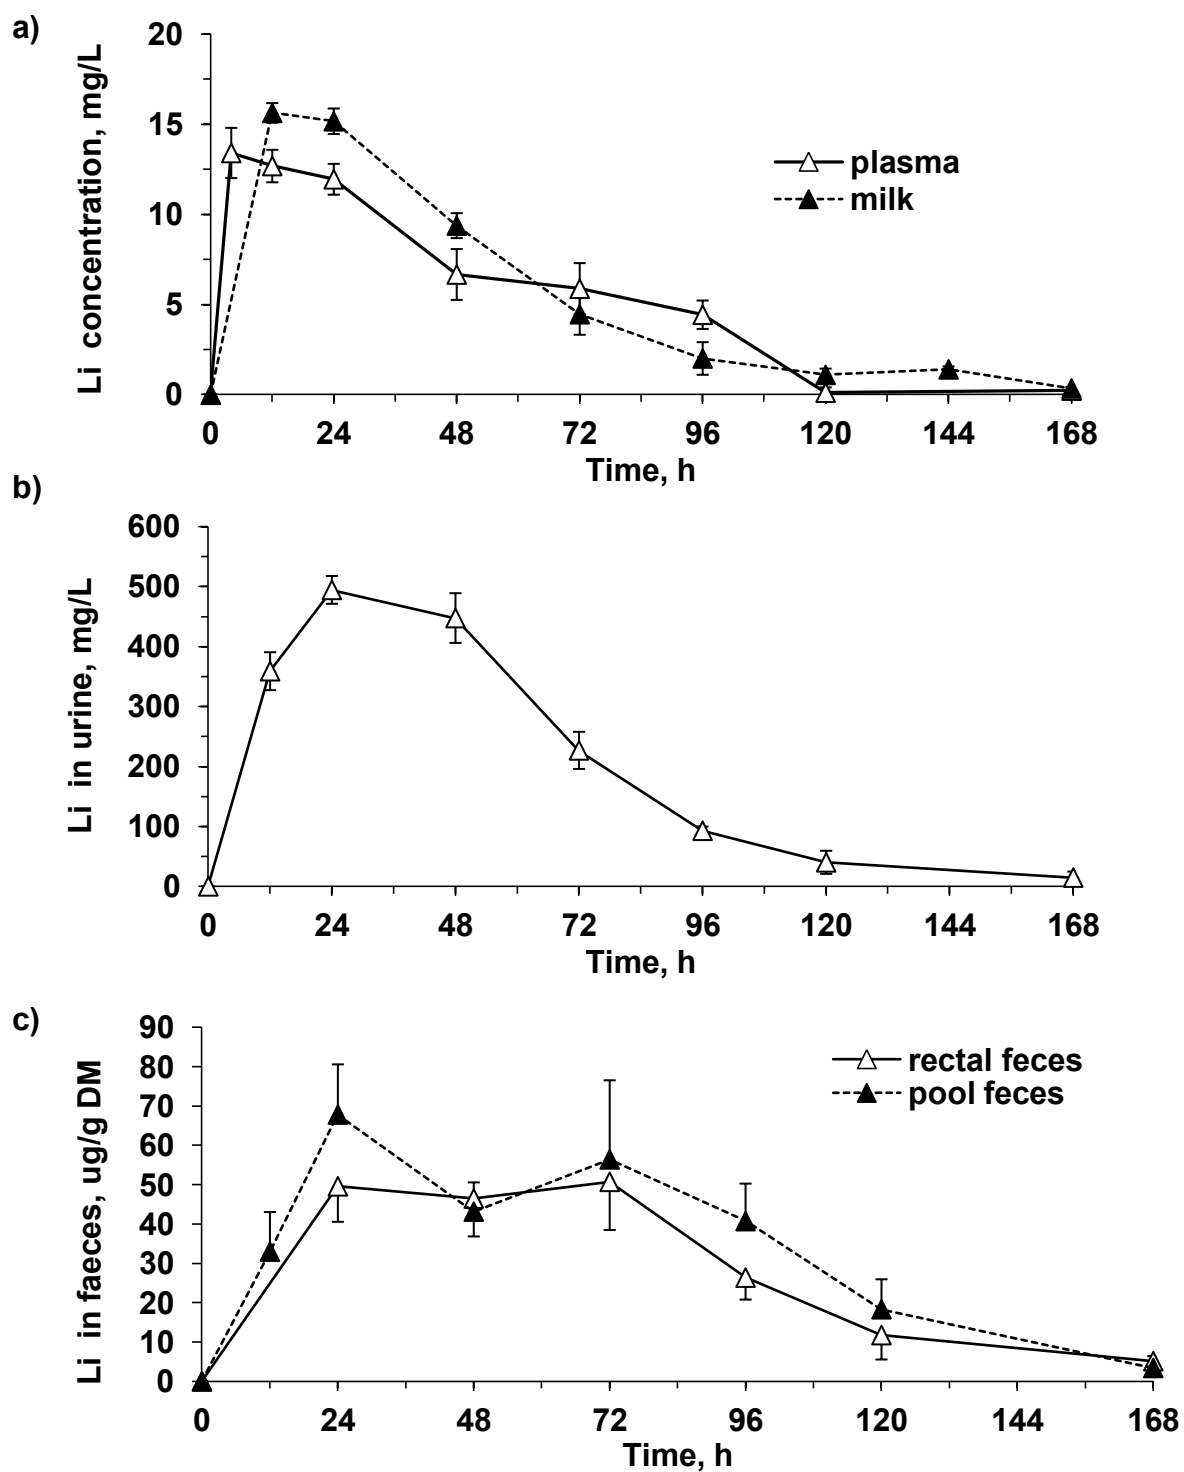 a)
Li concentration, mg/L
20
15
10
5
0
plasma
milk
0 24 48 72 96 120 144 168
Time, h
b)
Li in urine, mg/L
600
500
400
300
200
100
0
0 24 48 72 96 120 144 168
Time, h
c)
Li in faeces, ug/g DM
90
80
70
60
50
40
30
20
10
0
rectal feces
pool feces
0 24 48 72 96 120 144 168
Time, h